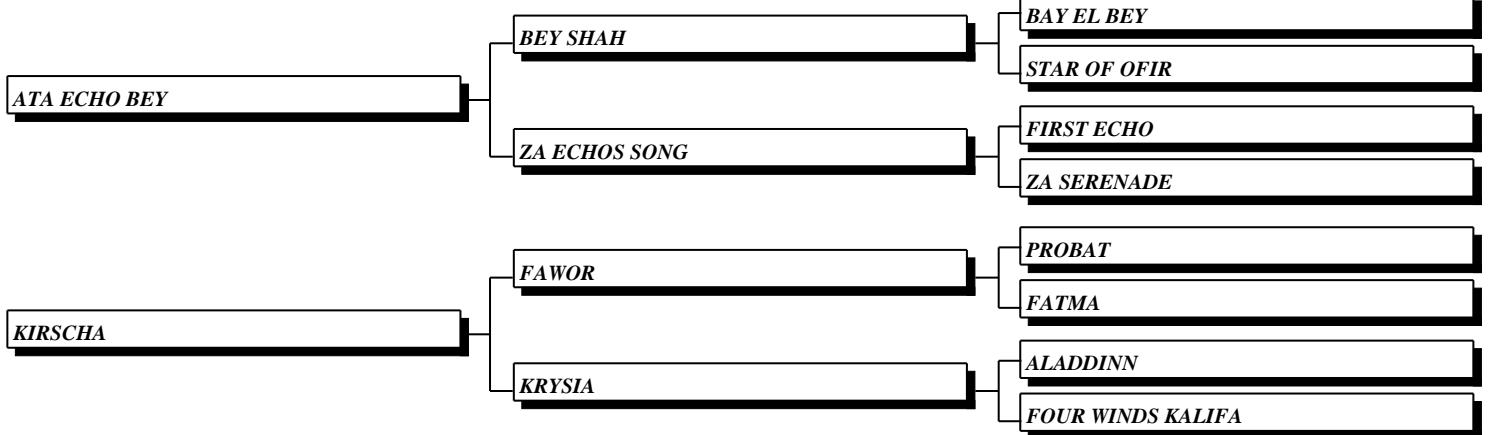 BAY EL BEY
BEY SHAH
STAR OF OFIR
ATA ECHO BEY
FIRST ECHO
ZA ECHOS SONG
ZA SERENADE
PROBAT
FAWOR
FATMA
KIRSCHA
ALADDINN
KRYSIA
FOUR WINDS KALIFA